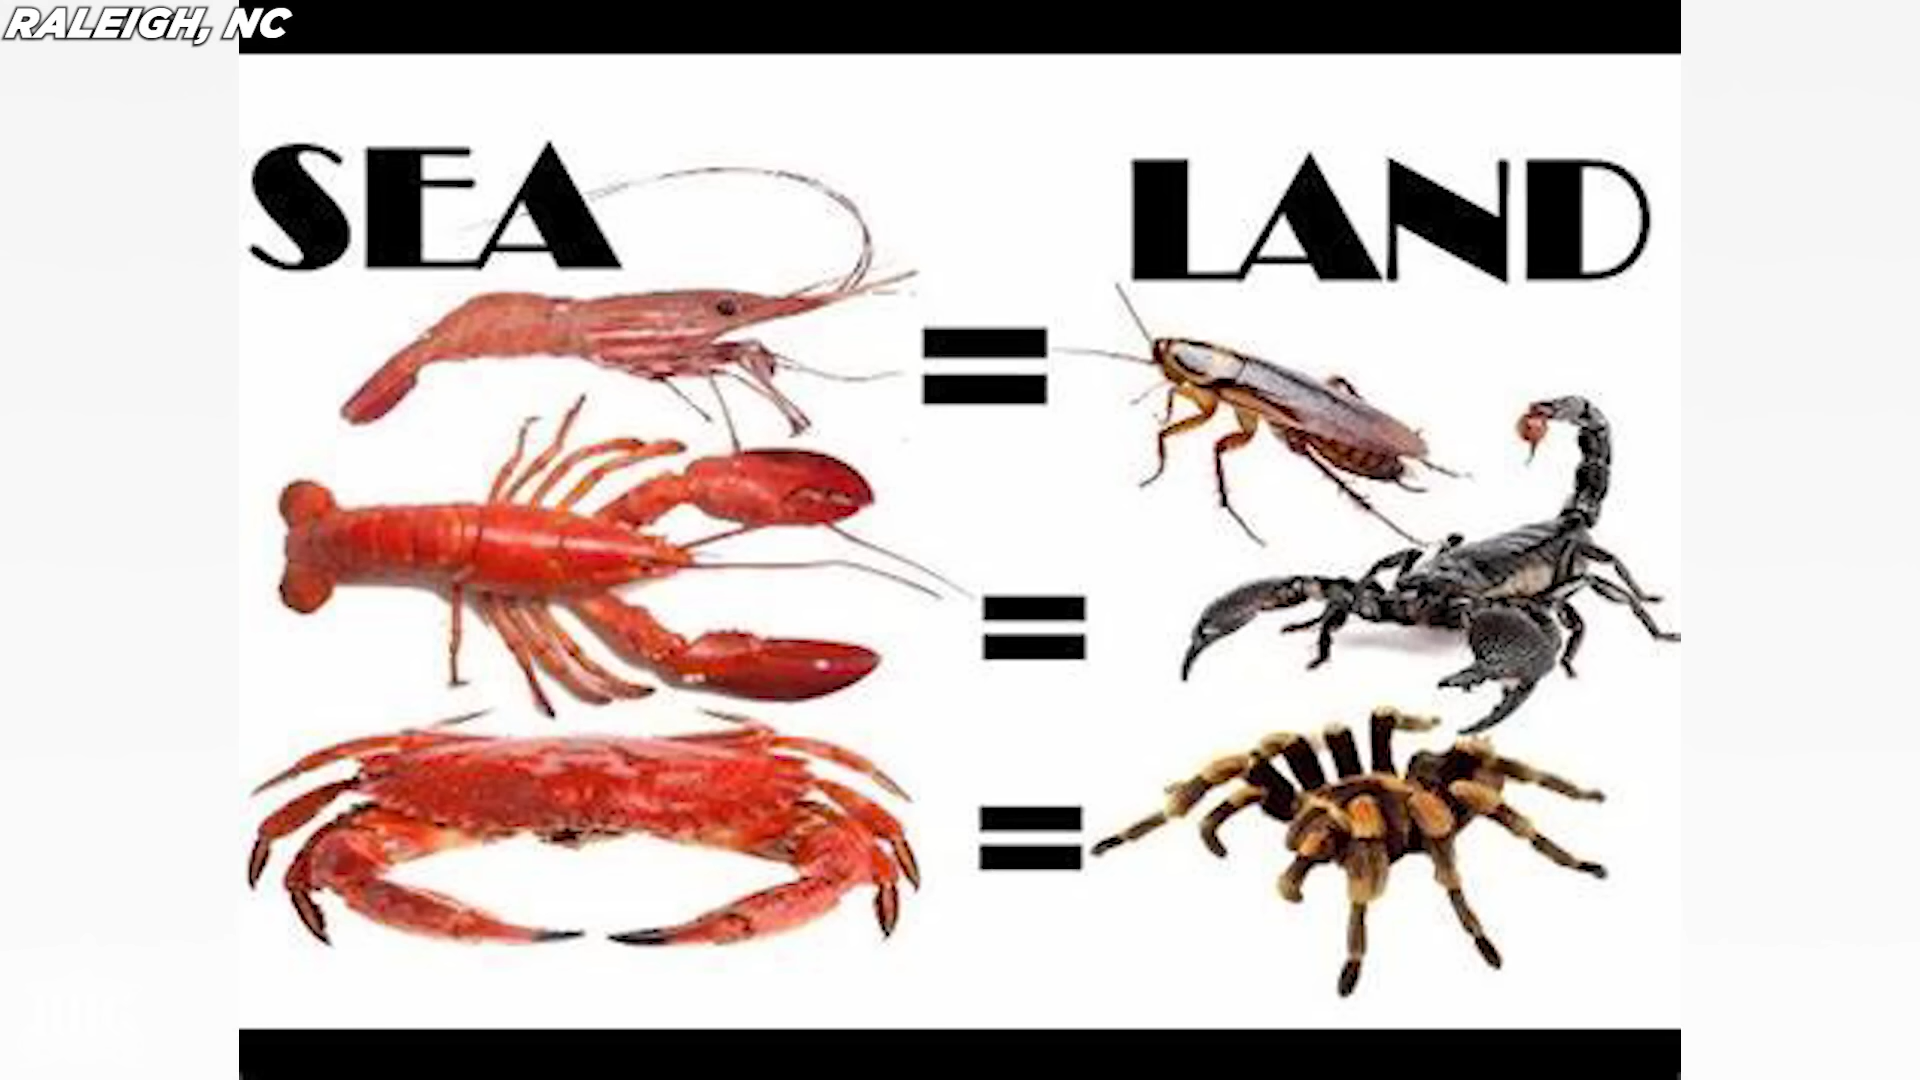 RALEIGH, NC
SEA
LAND
=
=
=